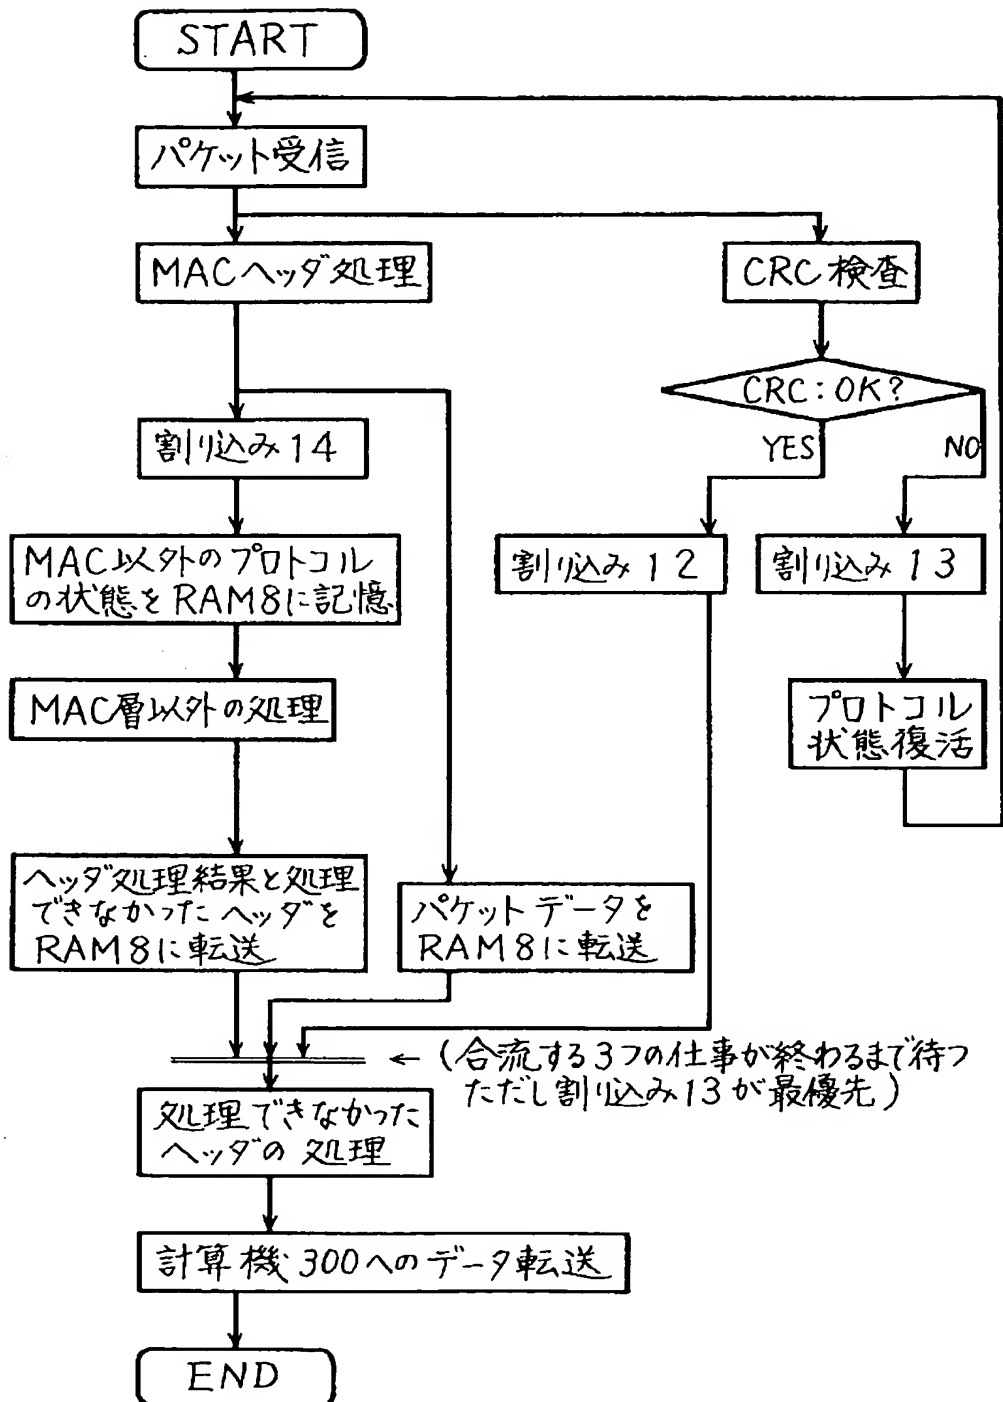 START
パケット受信
MACヘッダ処理
CRC検査
CRC:OK?
YES
NO
割り込み14
割り込み12
割り込み13
MAC以外のプロトコル
の状態をRAM8に記憶
MAC層以外の処理
プロトコル
状態復活
ヘッダ処理結果と処理
できなかったヘッダを
RAM8に転送
パケットデータを
RAM8に転送
← (合流する3つの仕事が終わるまで待つ
ただし割り込み13が最優先)
処理できなかった
ヘッダの処理
計算機300へのデータ転送
END